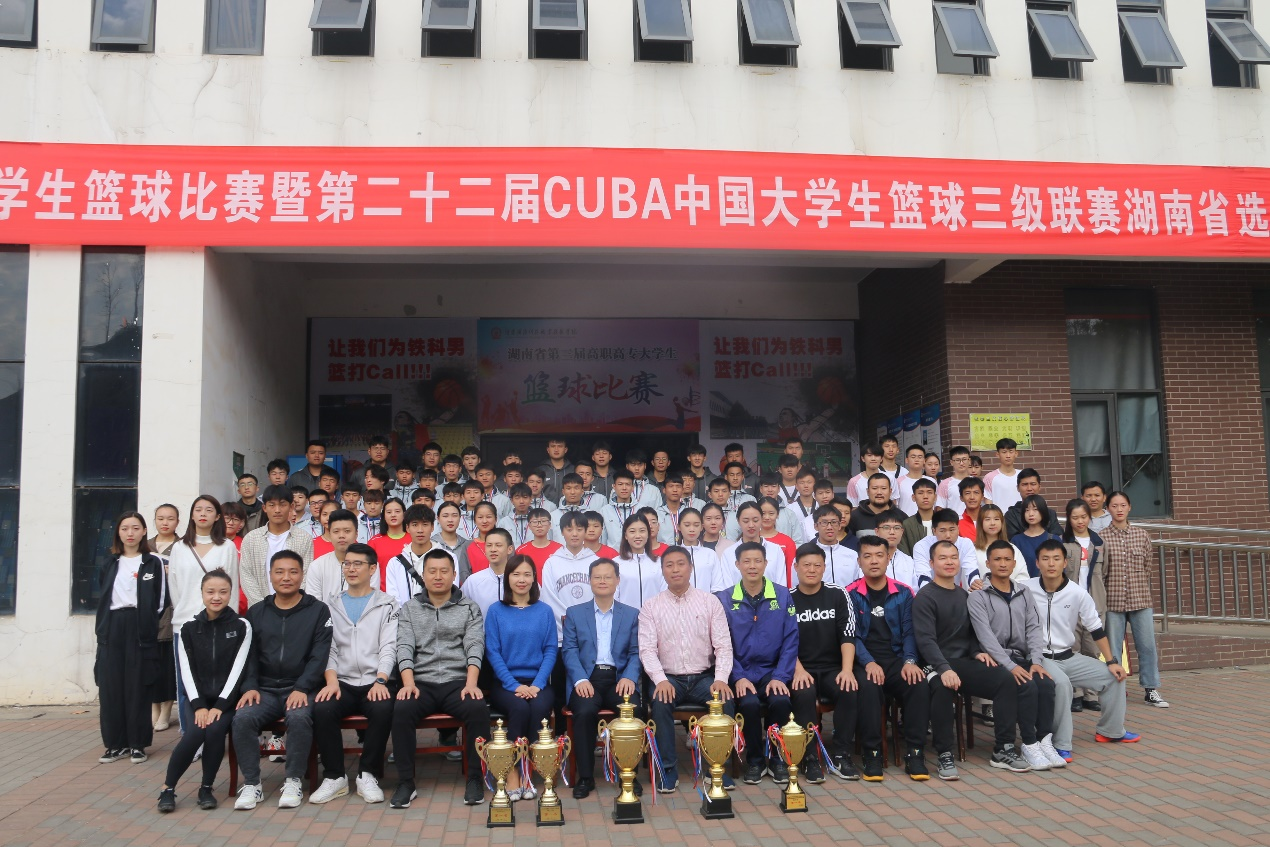 学生篮球比赛暨第二十二届CUBA中国大学生篮球三级联赛湖南省选
让我们为铁科男
篮打Call!!!
湖南省第三届高职高专大学生
篮球比赛
让我们为铁科男
篮打Call!!!
adidas